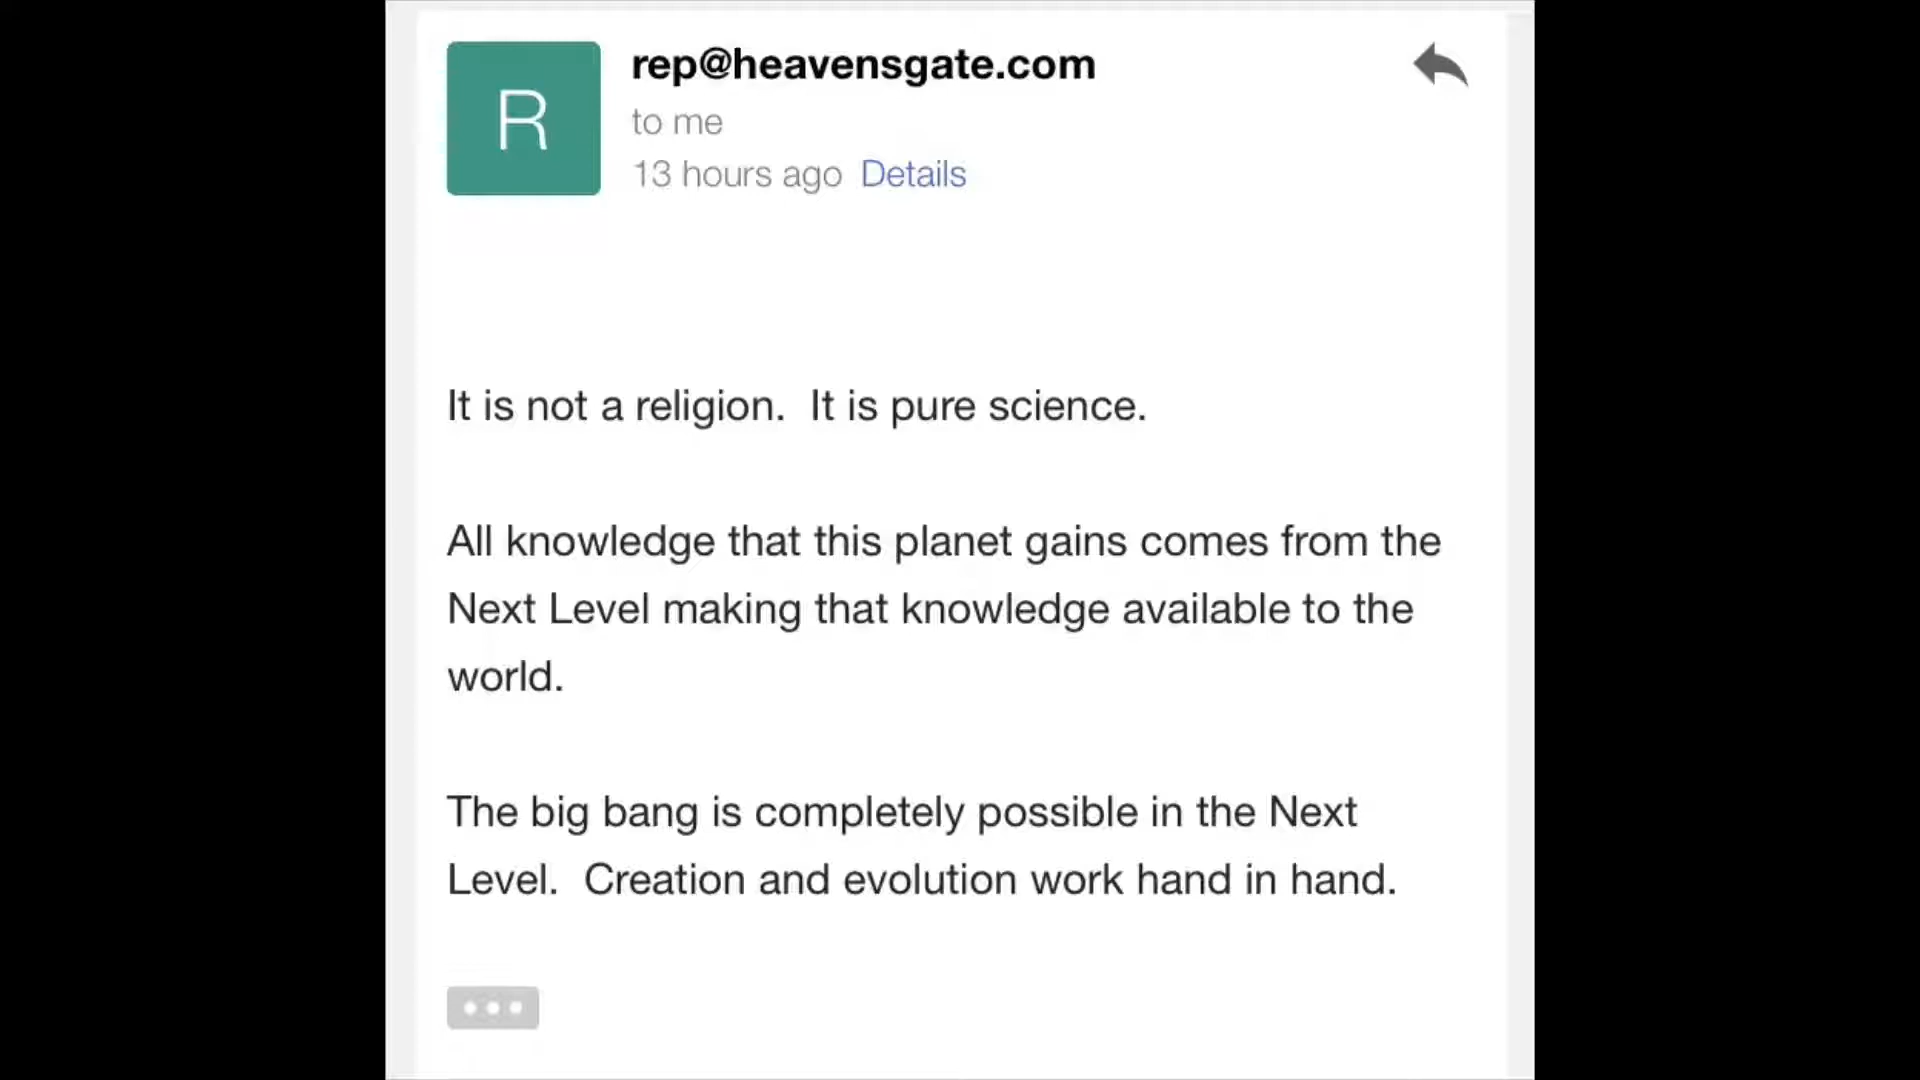 R
rep@heavensgate.com
to me
13 hours ago Details
It is not a religion.  It is pure science.
All knowledge that this planet gains comes from the
Next Level making that knowledge available to the
world.
The big bang is completely possible in the Next
Level.  Creation and evolution work hand in hand.